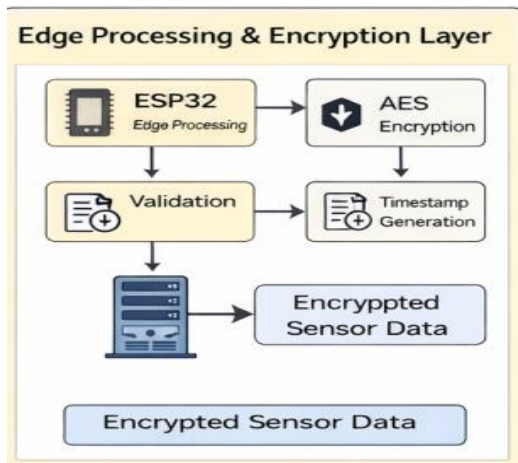 Edge Processing & Encryption Layer
ESP32
Edge Processing
AES
Encryption
Validation
Timestamp
Generation
Encryppted
Sensor Data
Encrypted Sensor Data